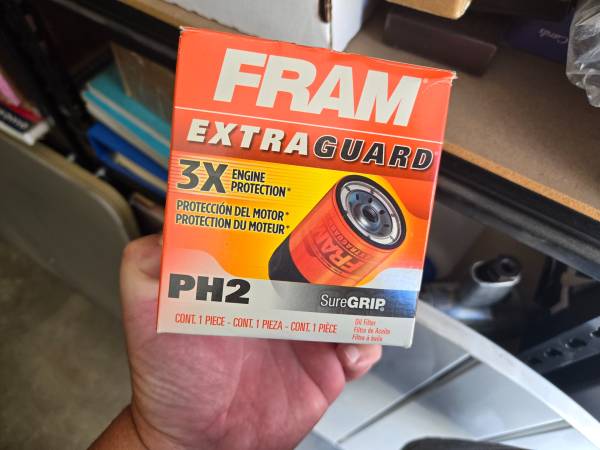 FRAM
EXTRAGUARD
3X ENGINE
PROTECTION*
PROTECCIÓN DEL MOTOR*
PROTECTION DU MOTEUR*
FRAM
PH2
SureGRIP®
CONT. 1 PIECE - CONT. 1 PIEZA - CONT. 1 PIÈCE
Oil Filter
Filtro de Aceite
Filtre à huile